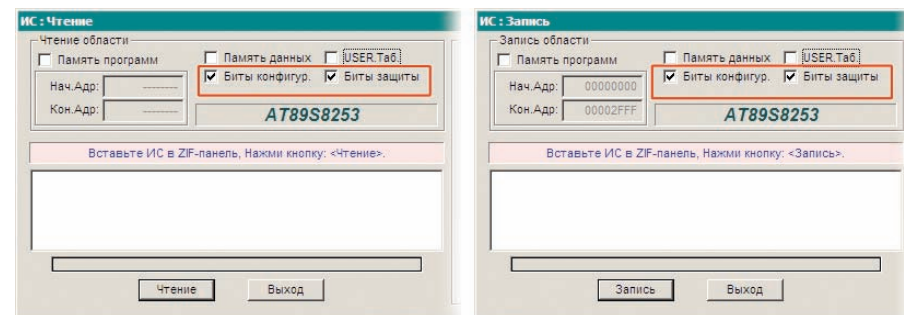 ИС : Чтение
Чтение области
Память программ
Память данных
USER.Таб.
Биты конфигур.
Биты защиты
Нач.Адр:
--------
Кон.Адр:
--------
AT89S8253
Вставьте ИС в ZIF-панель, Нажми кнопку: <Чтение>.
Чтение
Выход
ИС : Запись
Запись области
Память программ
Память данных
USER.Таб.
Биты конфигур.
Биты защиты
Нач.Адр:
00000000
Кон.Адр:
00002FFF
AT89S8253
Вставьте ИС в ZIF-панель, Нажми кнопку: <Запись>.
Запись
Выход